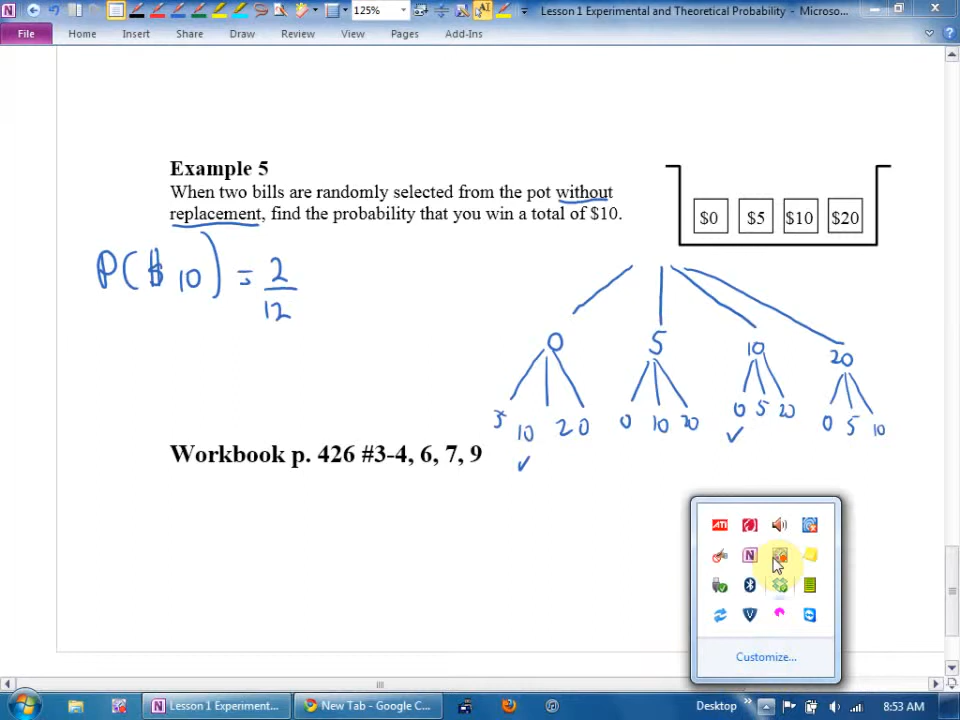 125%
Lesson 1 Experimental and Theoretical Probability - Microso...
File Home Insert Share Draw Review View Pages Add-Ins
Example 5
When two bills are randomly selected from the pot without
replacement, find the probability that you win a total of $10.
$0 $5 $10 $20
P($ 10) = 2/12
0 5 10 20
5 10 20 0 10 20 0 5 20 0 5 10
✓ ✓
Workbook p. 426 #3-4, 6, 7, 9
ATI
Customize...
Lesson 1 Experiment... New Tab - Google C... Desktop » 8:53 AM